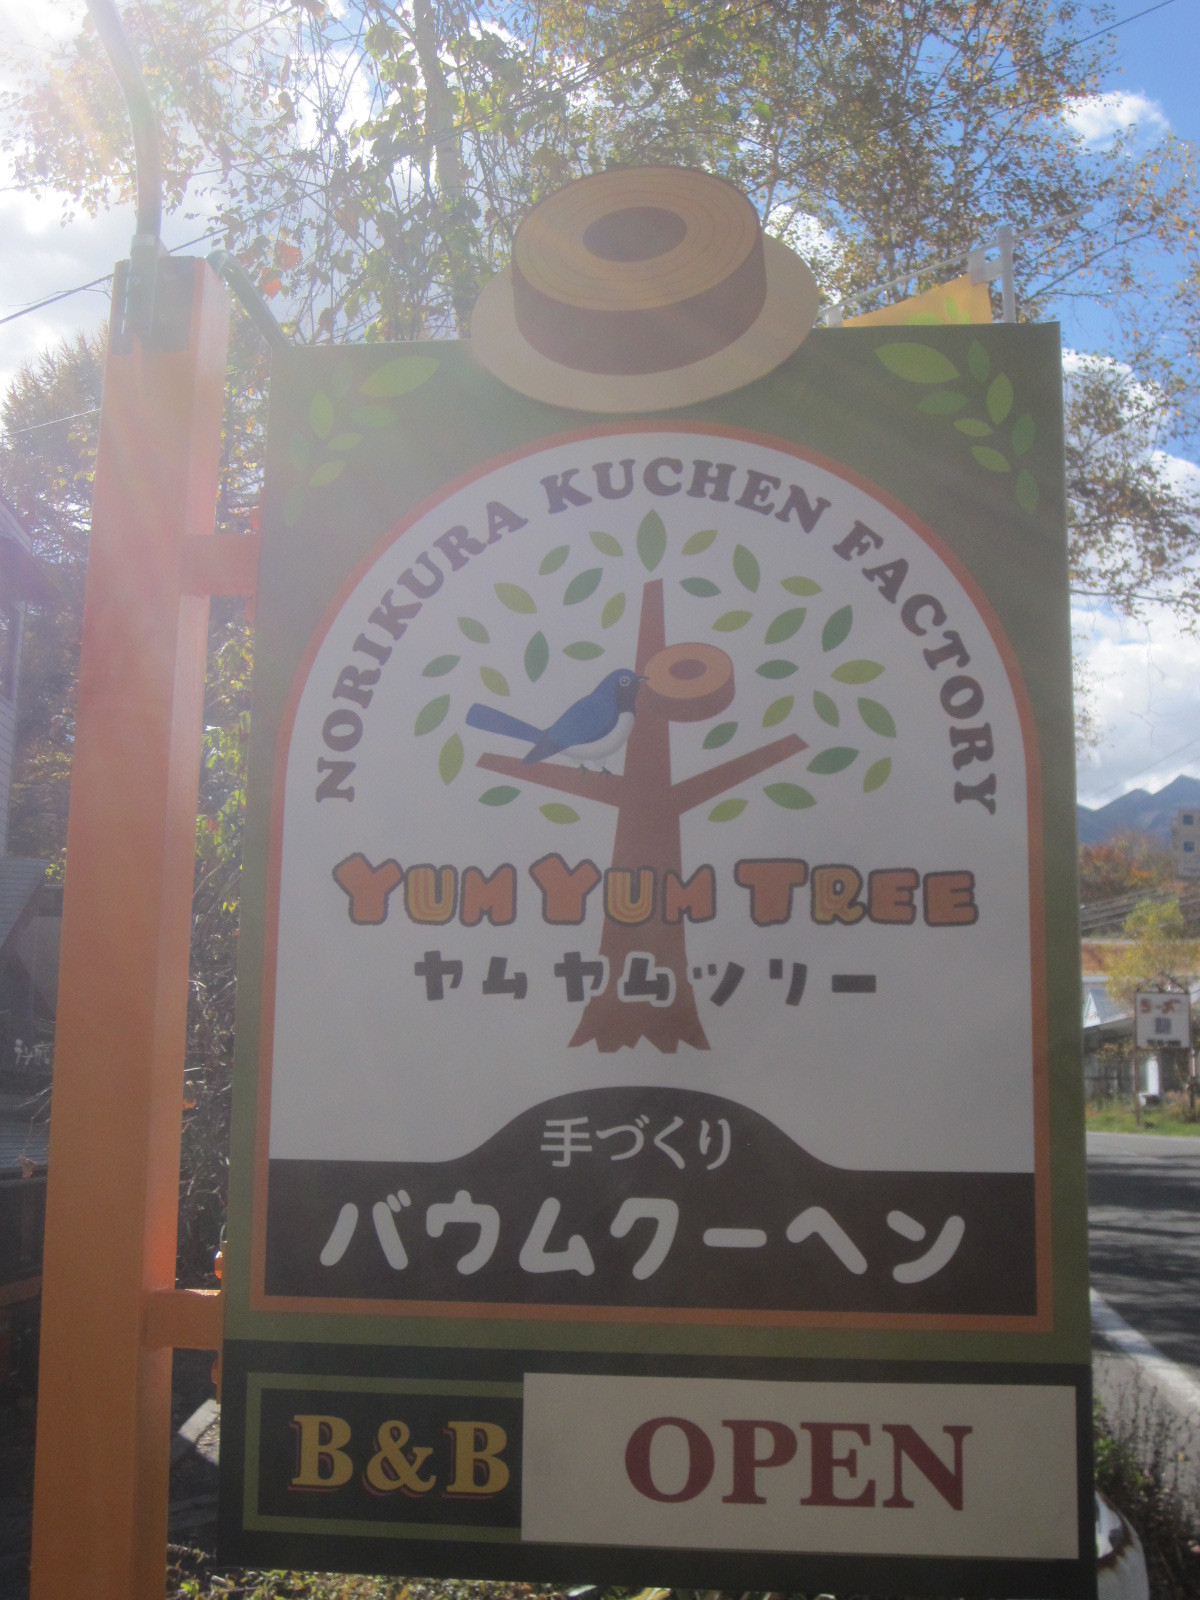 NORIKURA KUCHEN FACTORY
YUM YUM TREE
ヤムヤムツリー
手づくり
バウムクーヘン
B&B
OPEN